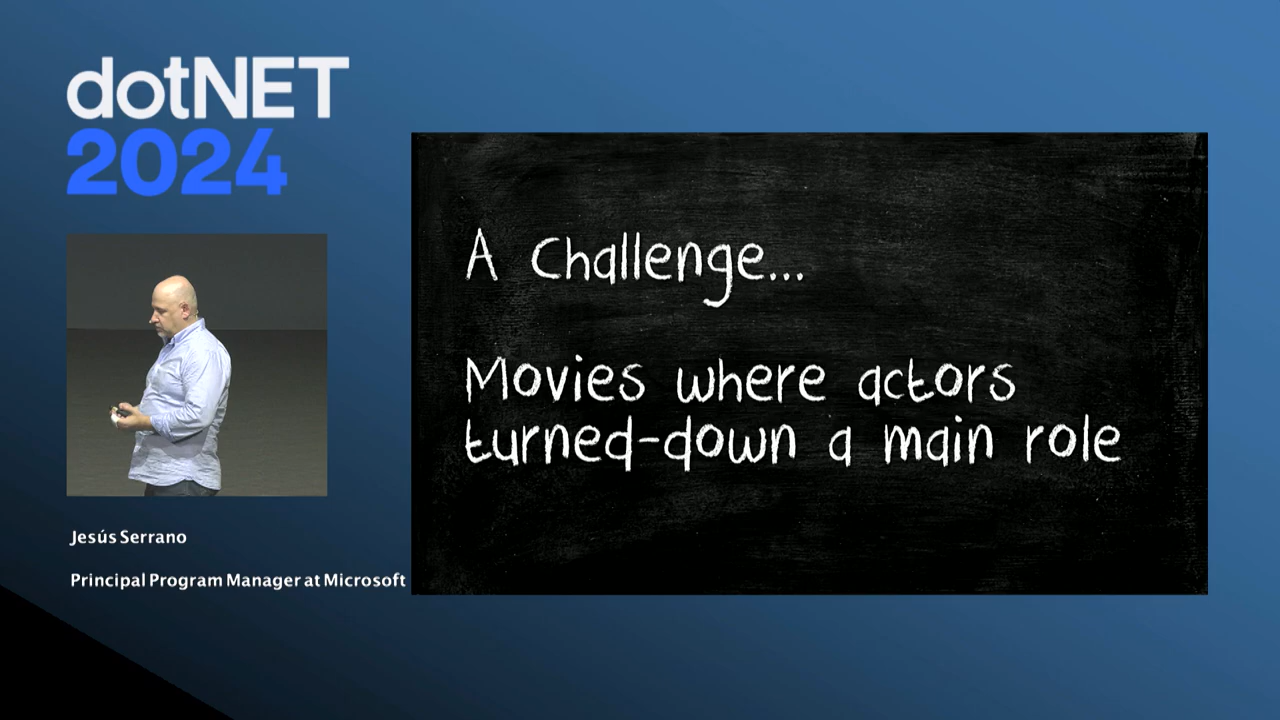 dotNET
2024
A Challenge...
Movies where actors
turned-down a main role
Jesús Serrano
Principal Program Manager at Microsoft